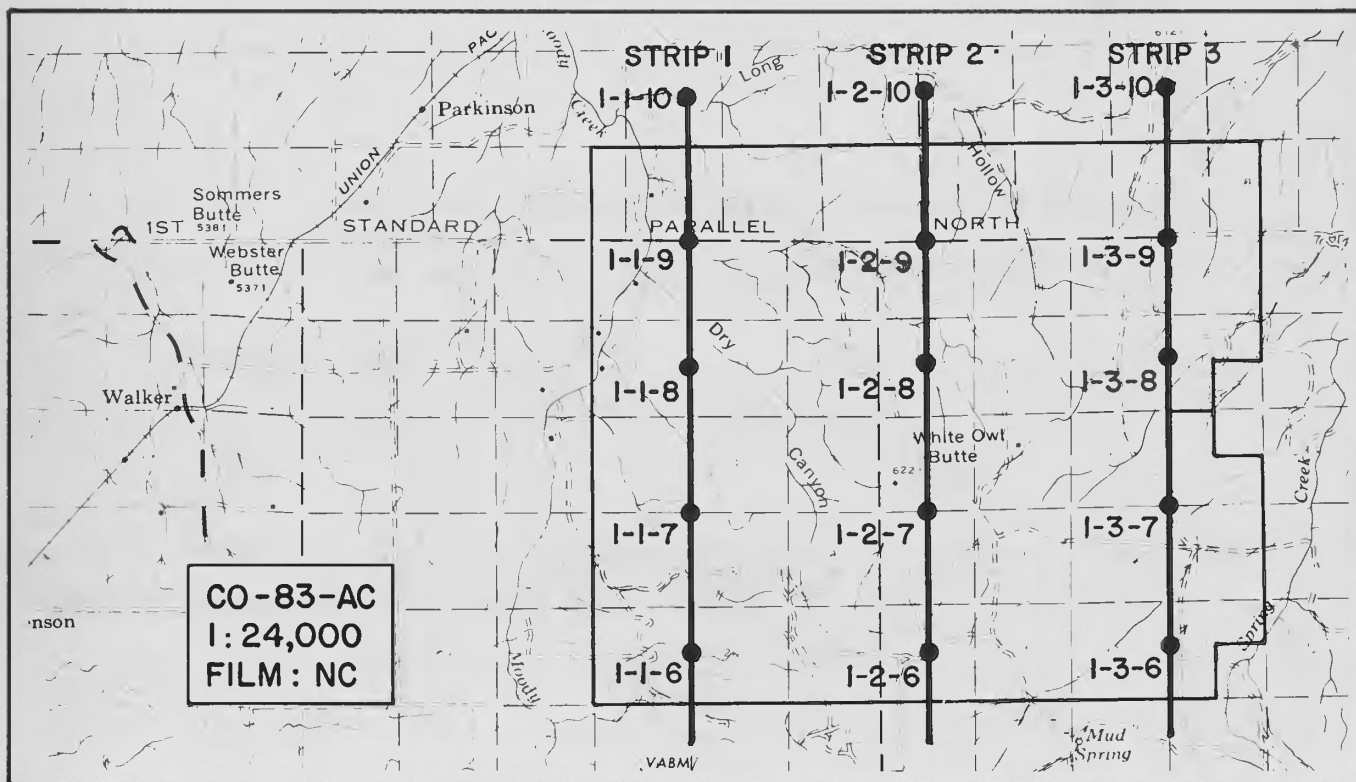 STRIP 1
STRIP 2
STRIP 3
Long
PAC
oody
Creek
1-1-10
1-2-10
1-3-10
Parkinson
UNION
Hollow
Sommers
Butte
5381
1ST STANDARD PARALLEL NORTH
Webster
Butte
5371
1-1-9
1-2-9
1-3-9
Dry
1-1-8
1-2-8
1-3-8
Walker
White Owl
Butte
622
Canyon
Creek
1-1-7
1-2-7
1-3-7
CO-83-AC
1:24,000
FILM: NC
nson
Moody
Spring
1-1-6
1-2-6
1-3-6
Mud
Spring
VABM